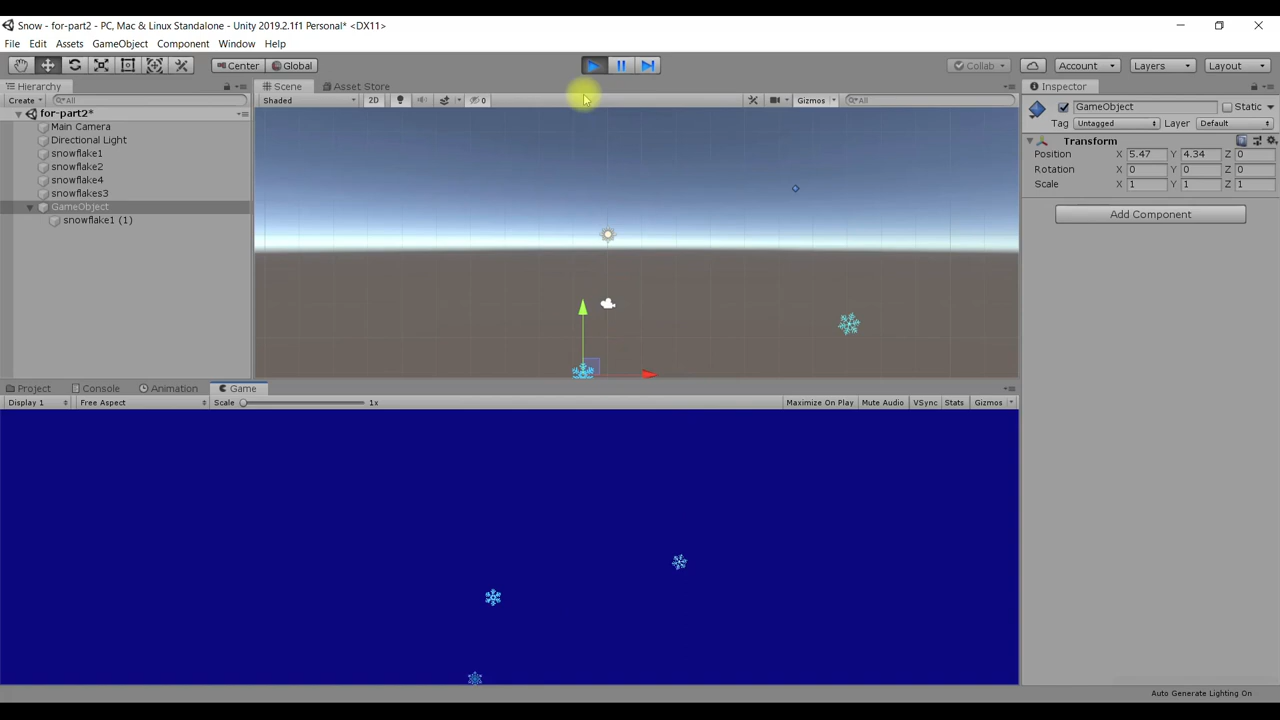 Snow - for-part2 - PC, Mac & Linux Standalone - Unity 2019.2.1f1 Personal* <DX11>
File Edit Assets GameObject Component Window Help
Center Global Collab Account Layers Layout
Hierarchy Scene Asset Store Inspector
Create All Shaded 2D 0 Gizmos All
GameObject Static
for-part2*
Tag Untagged Layer Default
Main Camera
Directional Light
Transform
snowflake1
Position X 5.47 Y 4.34 Z 0
snowflake2
Rotation X 0 Y 0 Z 0
snowflake4
Scale X 1 Y 1 Z 1
snowflakes3
GameObject
Add Component
snowflake1 (1)
Project Console Animation Game
Display 1 Free Aspect Scale 1x Maximize On Play Mute Audio VSync Stats Gizmos
Auto Generate Lighting On